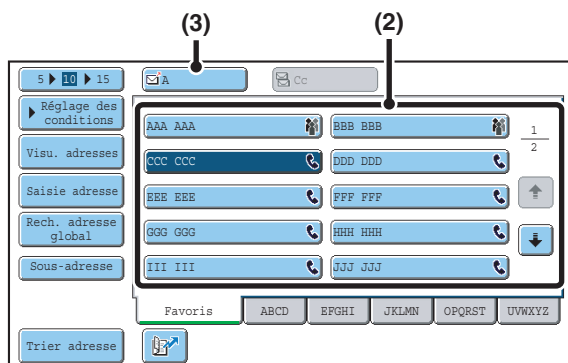 (3) (2)
5 10 15 A Cc
Réglage des
conditions
AAA AAA BBB BBB 1
2
Visu. adresses
CCC CCC DDD DDD
Saisie adresse
EEE EEE FFF FFF
Rech. adresse
global
GGG GGG HHH HHH
Sous-adresse
III III JJJ JJJ
Favoris ABCD EFGHI JKLMN OPQRST UVWXYZ
Trier adresse